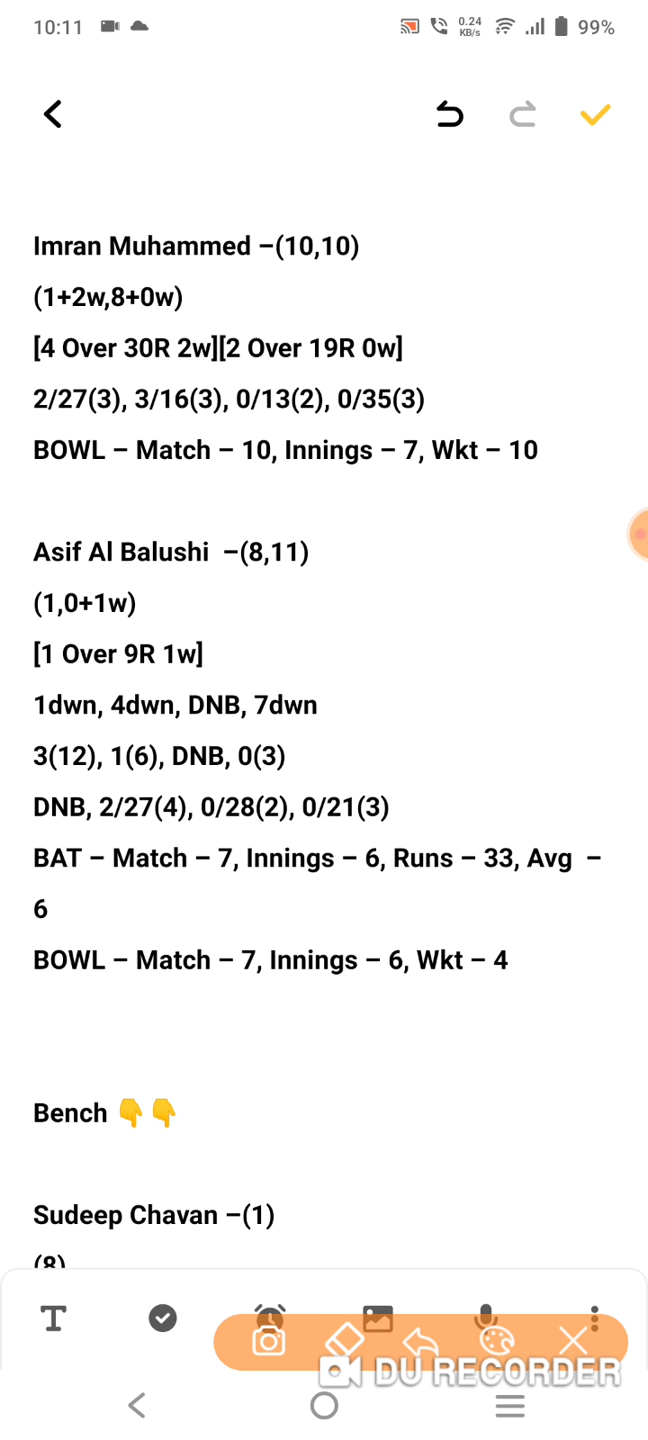 10:11
0.24 KB/s
99%
Imran Muhammed –(10,10)
(1+2w,8+0w)
[4 Over 30R 2w][2 Over 19R 0w]
2/27(3), 3/16(3), 0/13(2), 0/35(3)
BOWL – Match – 10, Innings – 7, Wkt – 10
Asif Al Balushi –(8,11)
(1,0+1w)
[1 Over 9R 1w]
1dwn, 4dwn, DNB, 7dwn
3(12), 1(6), DNB, 0(3)
DNB, 2/27(4), 0/28(2), 0/21(3)
BAT – Match – 7, Innings – 6, Runs – 33, Avg –
6
BOWL – Match – 7, Innings – 6, Wkt – 4
Bench 👇👇
Sudeep Chavan –(1)
(8)
T
DU RECORDER